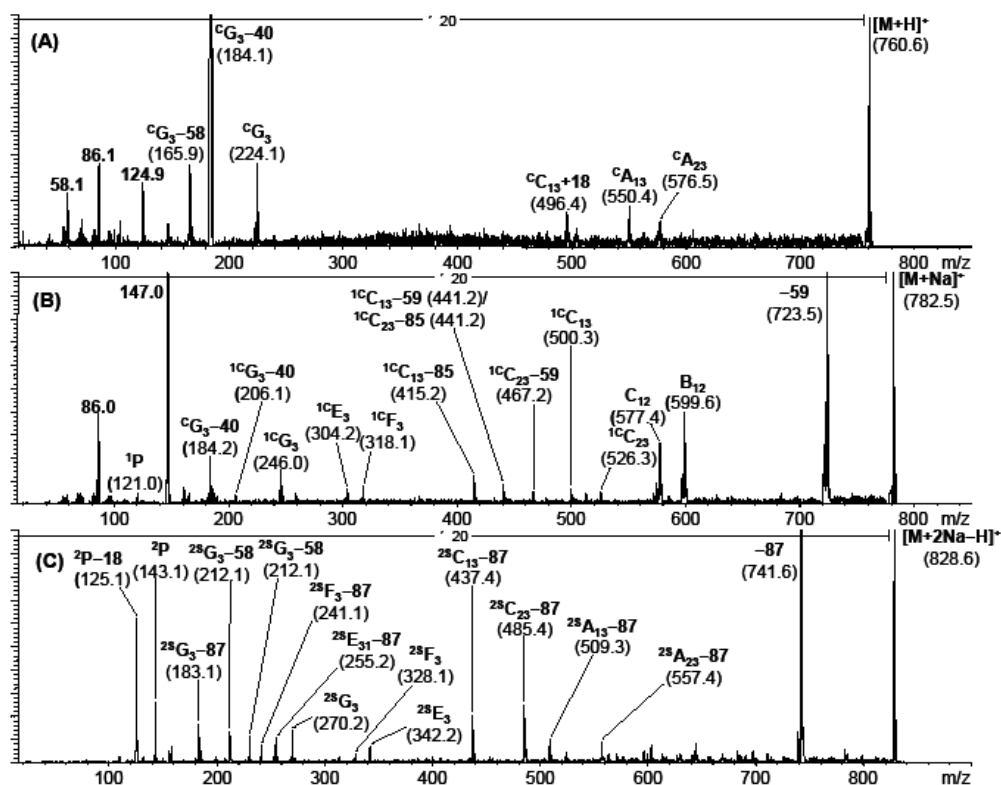 (A)
ᶜG₃–40
(184.1)
20
[M+H]⁺
(760.6)
58.1
86.1
124.9
ᶜG₃–58
(165.9)
ᶜG₃
(224.1)
ᶜC₁₃+18
(496.4)
ᶜA₁₃
(550.4)
ᶜA₂₃
(576.5)
100 200 300 400 500 600 700 800 m/z
(B)
147.0
20
[M+Na]⁺
(782.5)
86.0
¹P
(121.0)
ᶜG₃–40
(184.2)
¹ᶜG₃–40
(206.1)
¹ᶜG₃
(246.0)
¹ᶜE₃
(304.2)
¹ᶜF₃
(318.1)
¹ᶜC₁₃–85
(415.2)
¹ᶜC₁₃–59 (441.2)/
¹ᶜC₂₃–85 (441.2)
¹ᶜC₂₃–59
(467.2)
¹ᶜC₁₃
(500.3)
¹ᶜC₂₃
(526.3)
C₁₂
(577.4)
B₁₂
(599.6)
–59
(723.5)
100 200 300 400 500 600 700 800 m/z
(C)
20
[M+2Na–H]⁺
(828.6)
²P–18
(125.1)
²P
(143.1)
²ˢG₃–87
(183.1)
²ˢG₃–58
(212.1)
²ˢG₃–58
(212.1)
²ˢF₃–87
(241.1)
²ˢE₃₁–87
(255.2)
²ˢG₃
(270.2)
²ˢF₃
(328.1)
²ˢE₃
(342.2)
²ˢC₁₃–87
(437.4)
²ˢC₂₃–87
(485.4)
²ˢA₁₃–87
(509.3)
²ˢA₂₃–87
(557.4)
–87
(741.6)
100 200 300 400 500 600 700 800 m/z